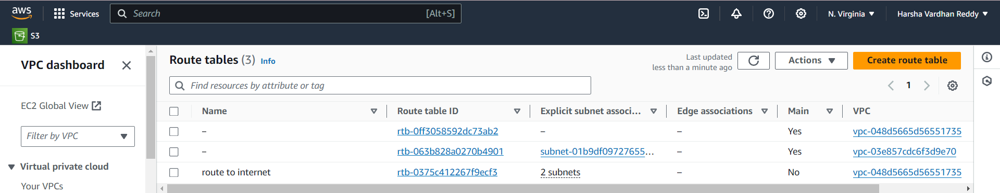 aws
Services
Search
[Alt+S]
N. Virginia
Harsha Vardhan Reddy
S3
VPC dashboard
EC2 Global View
Filter by VPC
Virtual private cloud
Your VPCs
Route tables (3) Info
Last updated
less than a minute ago
Actions
Create route table
Find resources by attribute or tag
1
Name Route table ID Explicit subnet associ... Edge associations Main VPC
– rtb-0ff3058592dc73ab2 – – Yes vpc-048d5665d56551735
– rtb-063b828a0270b4901 subnet-01b9df09727655... – Yes vpc-03e857cdc6f3d9e70
route to internet rtb-0375c412267f9ecf3 2 subnets – No vpc-048d5665d56551735